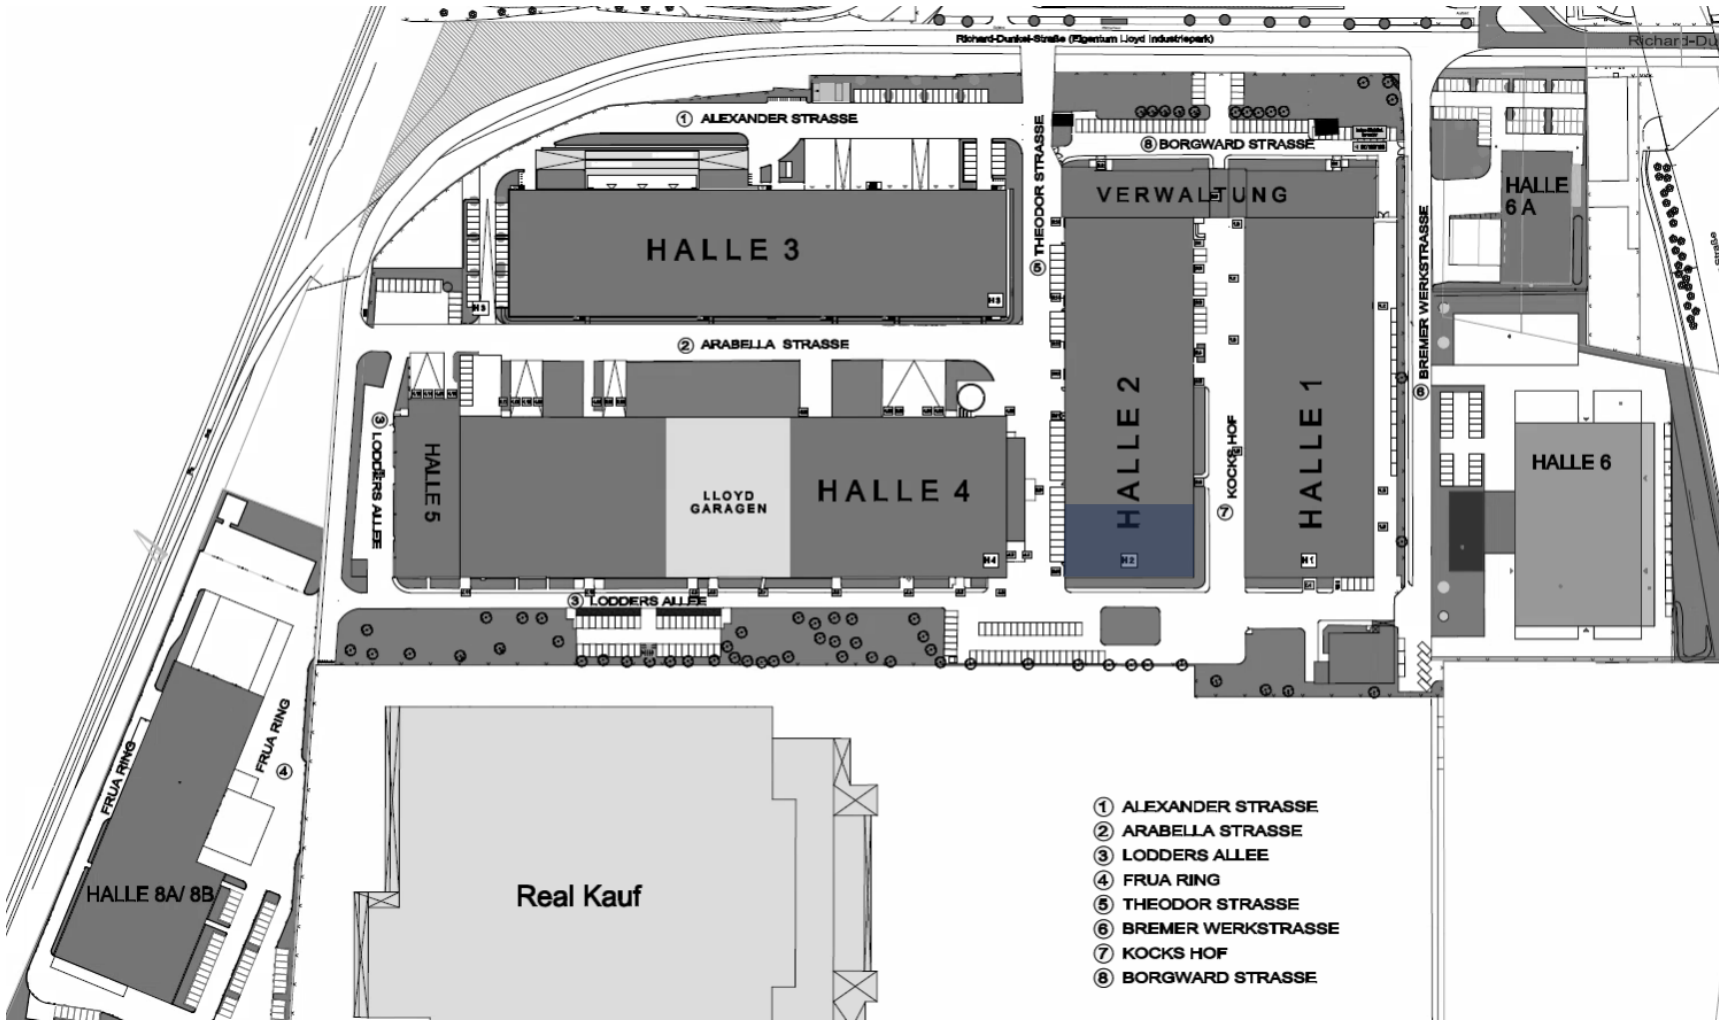 Richard-Dunkel-Straße (Eigentum Lloyd Industriepark)
Richard-Du
1 ALEXANDER STRASSE
8 BORGWARD STRASSE
5 THEODOR STRASSE
VERWALTUNG
HALLE
6 A
HALLE 3
H 3
H 3
6 BREMER WERKSTRASSE
2 ARABELLA STRASSE
HALLE 2
HALLE 1
3 LODDERS ALLEE
HALLE 5
LLOYD
GARAGEN
HALLE 4
7 KOCKS HOF
HALLE 6
H 4
H2
H1
3 LODDERS ALLEE
FRUA RING
FRUA RING
4
HALLE 8A/ 8B
Real Kauf
1 ALEXANDER STRASSE
2 ARABELLA STRASSE
3 LODDERS ALLEE
4 FRUA RING
5 THEODOR STRASSE
6 BREMER WERKSTRASSE
7 KOCKS HOF
8 BORGWARD STRASSE